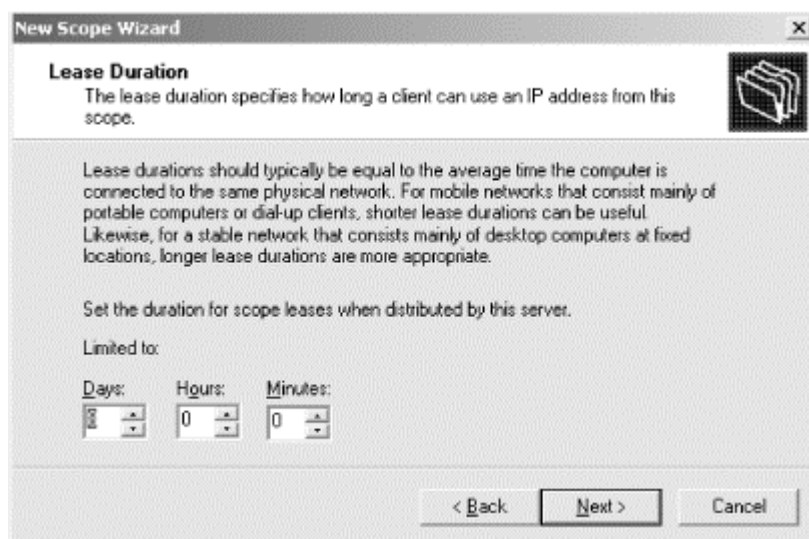 New Scope Wizard
Lease Duration
The lease duration specifies how long a client can use an IP address from this
scope.
Lease durations should typically be equal to the average time the computer is
connected to the same physical network. For mobile networks that consist mainly of
portable computers or dial-up clients, shorter lease durations can be useful.
Likewise, for a stable network that consists mainly of desktop computers at fixed
locations, longer lease durations are more appropriate.
Set the duration for scope leases when distributed by this server.
Limited to:
Days: Hours: Minutes:
0 0
< Back Next > Cancel